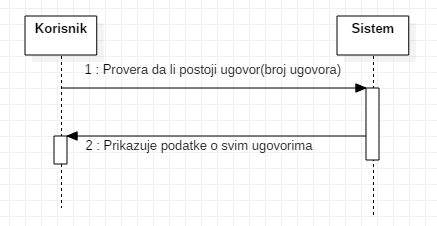 Korisnik
Sistem
1 : Provera da li postoji ugovor(broj ugovora)
2 : Prikazuje podatke o svim ugovorima